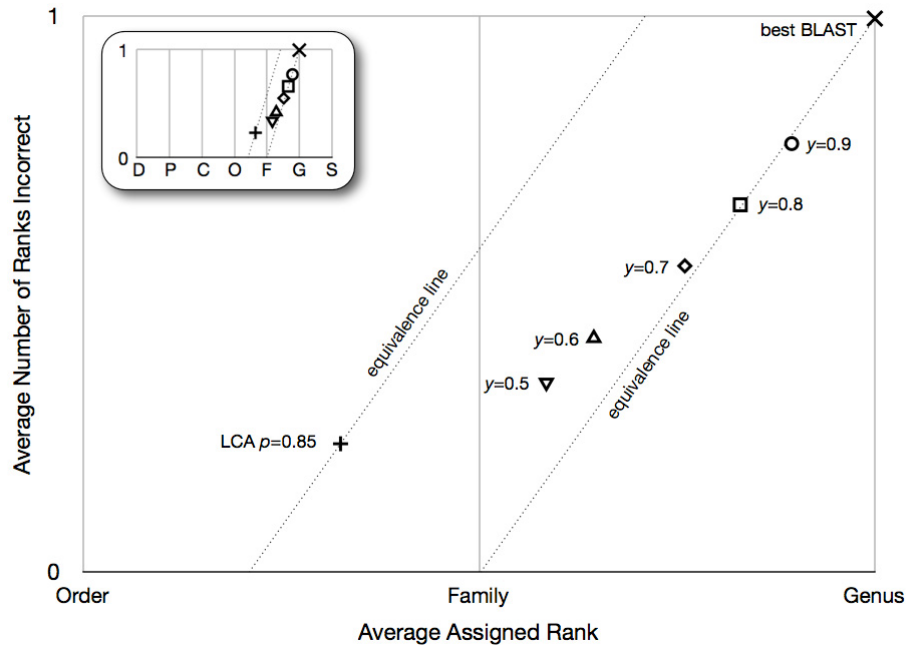 1
best BLAST
1
0
D P C O F G S
y=0.9
y=0.8
y=0.7
equivalence line
y=0.6
equivalence line
y=0.5
LCA p=0.85
Average Number of Ranks Incorrect
0
Order Family Genus
Average Assigned Rank